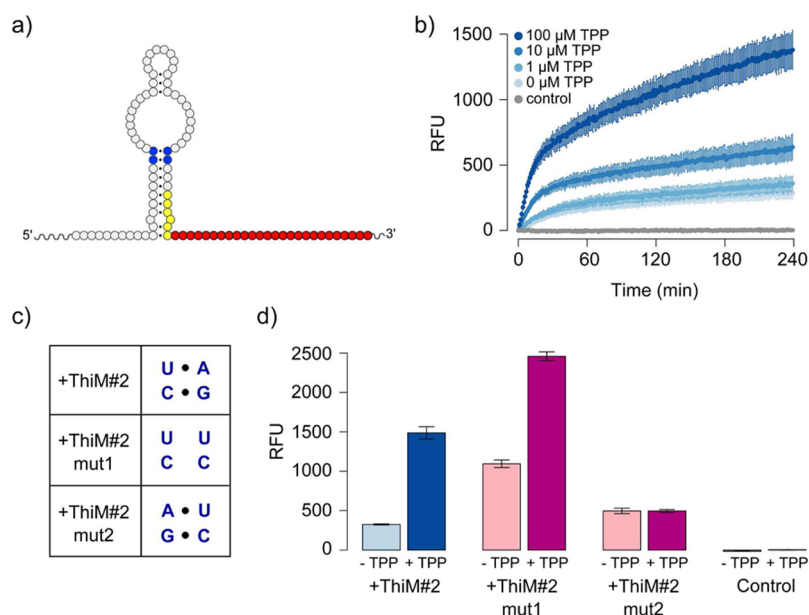 a)
5'
3'
b)
100 µM TPP
10 µM TPP
1 µM TPP
0 µM TPP
control
RFU
1500
1000
500
0
0 60 120 180 240
Time (min)
c)
+ThiM#2
U • A
C • G
+ThiM#2
mut1
U U
C C
+ThiM#2
mut2
A • U
G • C
d)
RFU
2500
2000
1500
1000
500
0
- TPP + TPP - TPP + TPP - TPP + TPP - TPP + TPP
+ThiM#2 +ThiM#2 +ThiM#2 Control
mut1 mut2